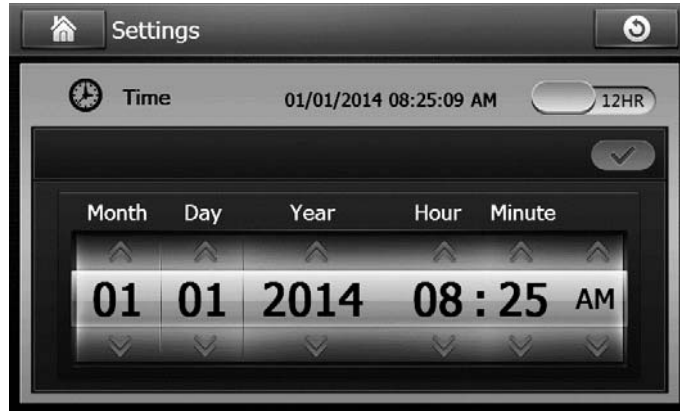 Settings
Time 01/01/2014 08:25:09 AM 12HR
Month Day Year Hour Minute
01 01 2014 08 : 25 AM